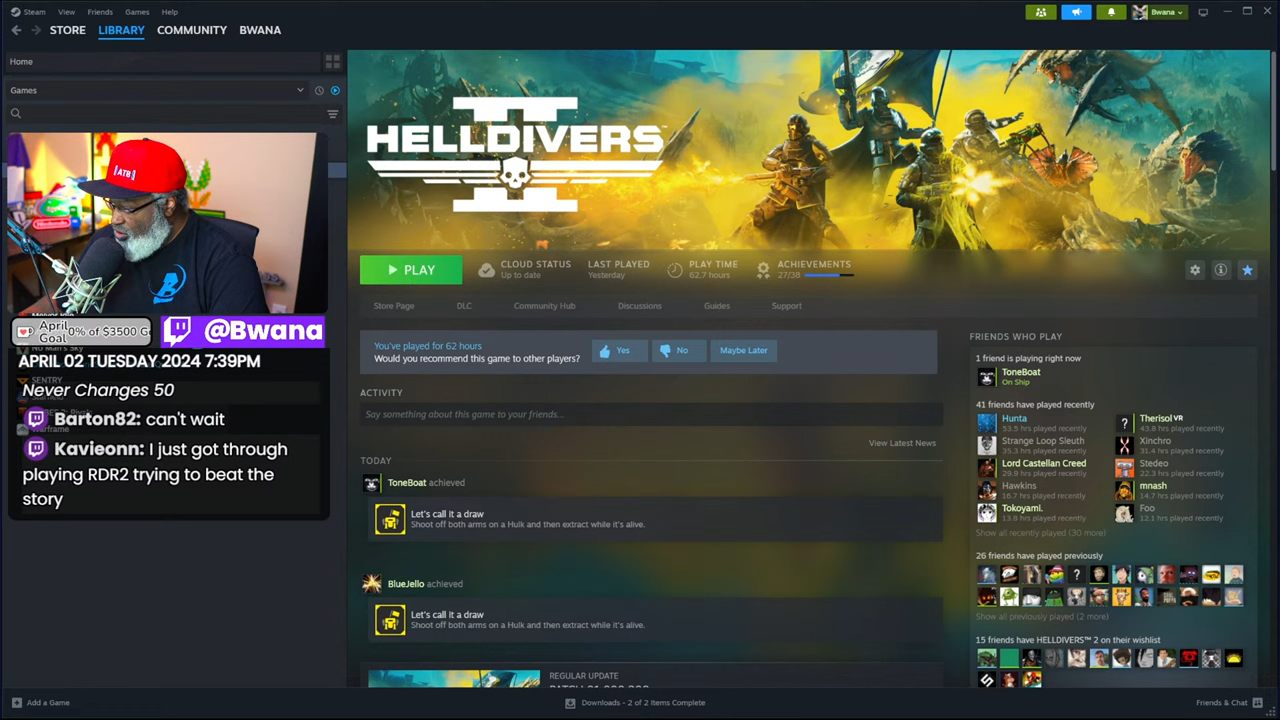 Steam View Friends Games Help
Bwana
STORE LIBRARY COMMUNITY BWANA
Home
Games
HELLDIVERS
II
PLAY
CLOUD STATUS
Up to date
LAST PLAYED
Yesterday
PLAY TIME
62.7 hours
ACHIEVEMENTS
27/38
Store Page DLC Community Hub Discussions Guides Support
You've played for 62 hours
Would you recommend this game to other players?
Yes
No
Maybe Later
ACTIVITY
Say something about this game to your friends...
View Latest News
TODAY
ToneBoat achieved
Let's call it a draw
Shoot off both arms on a Hulk and then extract while it's alive.
BlueJello achieved
Let's call it a draw
Shoot off both arms on a Hulk and then extract while it's alive.
REGULAR UPDATE
FRIENDS WHO PLAY
1 friend is playing right now
ToneBoat
On Ship
41 friends have played recently
Hunta
53.5 hrs played recently
TherisolVR
43.8 hrs played recently
Strange Loop Sleuth
35.3 hrs played recently
Xinchro
31.4 hrs played recently
Lord Castellan Creed
29.9 hrs played recently
Stedeo
22.3 hrs played recently
Hawkins
16.7 hrs played recently
mnash
14.7 hrs played recently
Tokoyami.
13.8 hrs played recently
Foo
12.1 hrs played recently
Show all recently played (30 more)
26 friends have played previously
Show all previously played (2 more)
15 friends have HELLDIVERS™ 2 on their wishlist
[ATB]
April
Goal
0% of $3500 G
@Bwana
APRIL 02 TUESDAY 2024 7:39PM
Never Changes 50
SENTRY
Barton82: can't wait
Warframe
Kavieonn: I just got through
playing RDR2 trying to beat the
story
Add a Game
Downloads - 2 of 2 Items Complete
Friends & Chat